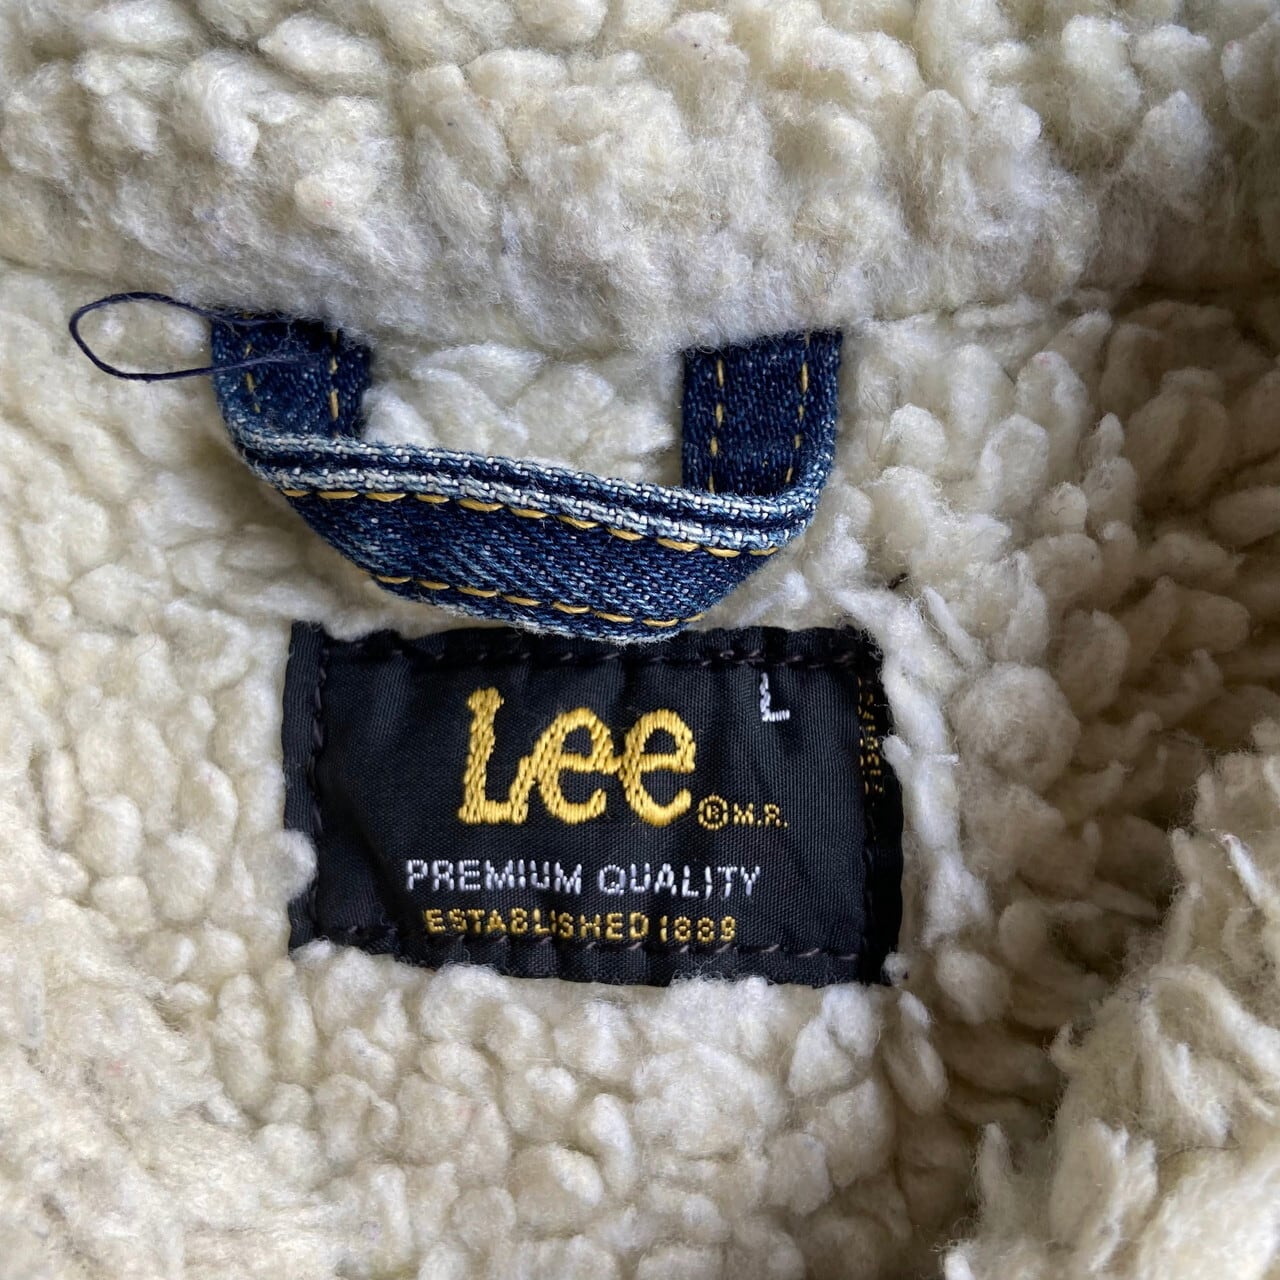 L
Lee
® M.R.
PREMIUM QUALITY
ESTABLISHED 1889